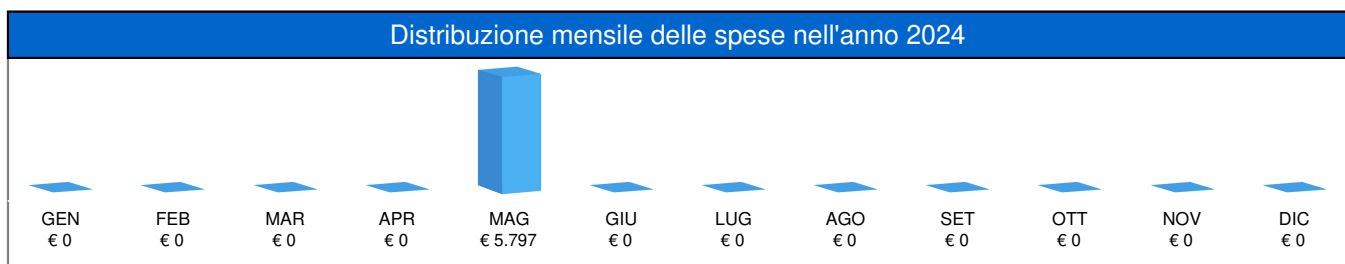 Distribuzione mensile delle spese nell'anno 2024
GEN FEB MAR APR MAG GIU LUG AGO SET OTT NOV DIC
€ 0 € 0 € 0 € 0 € 5.797 € 0 € 0 € 0 € 0 € 0 € 0 € 0